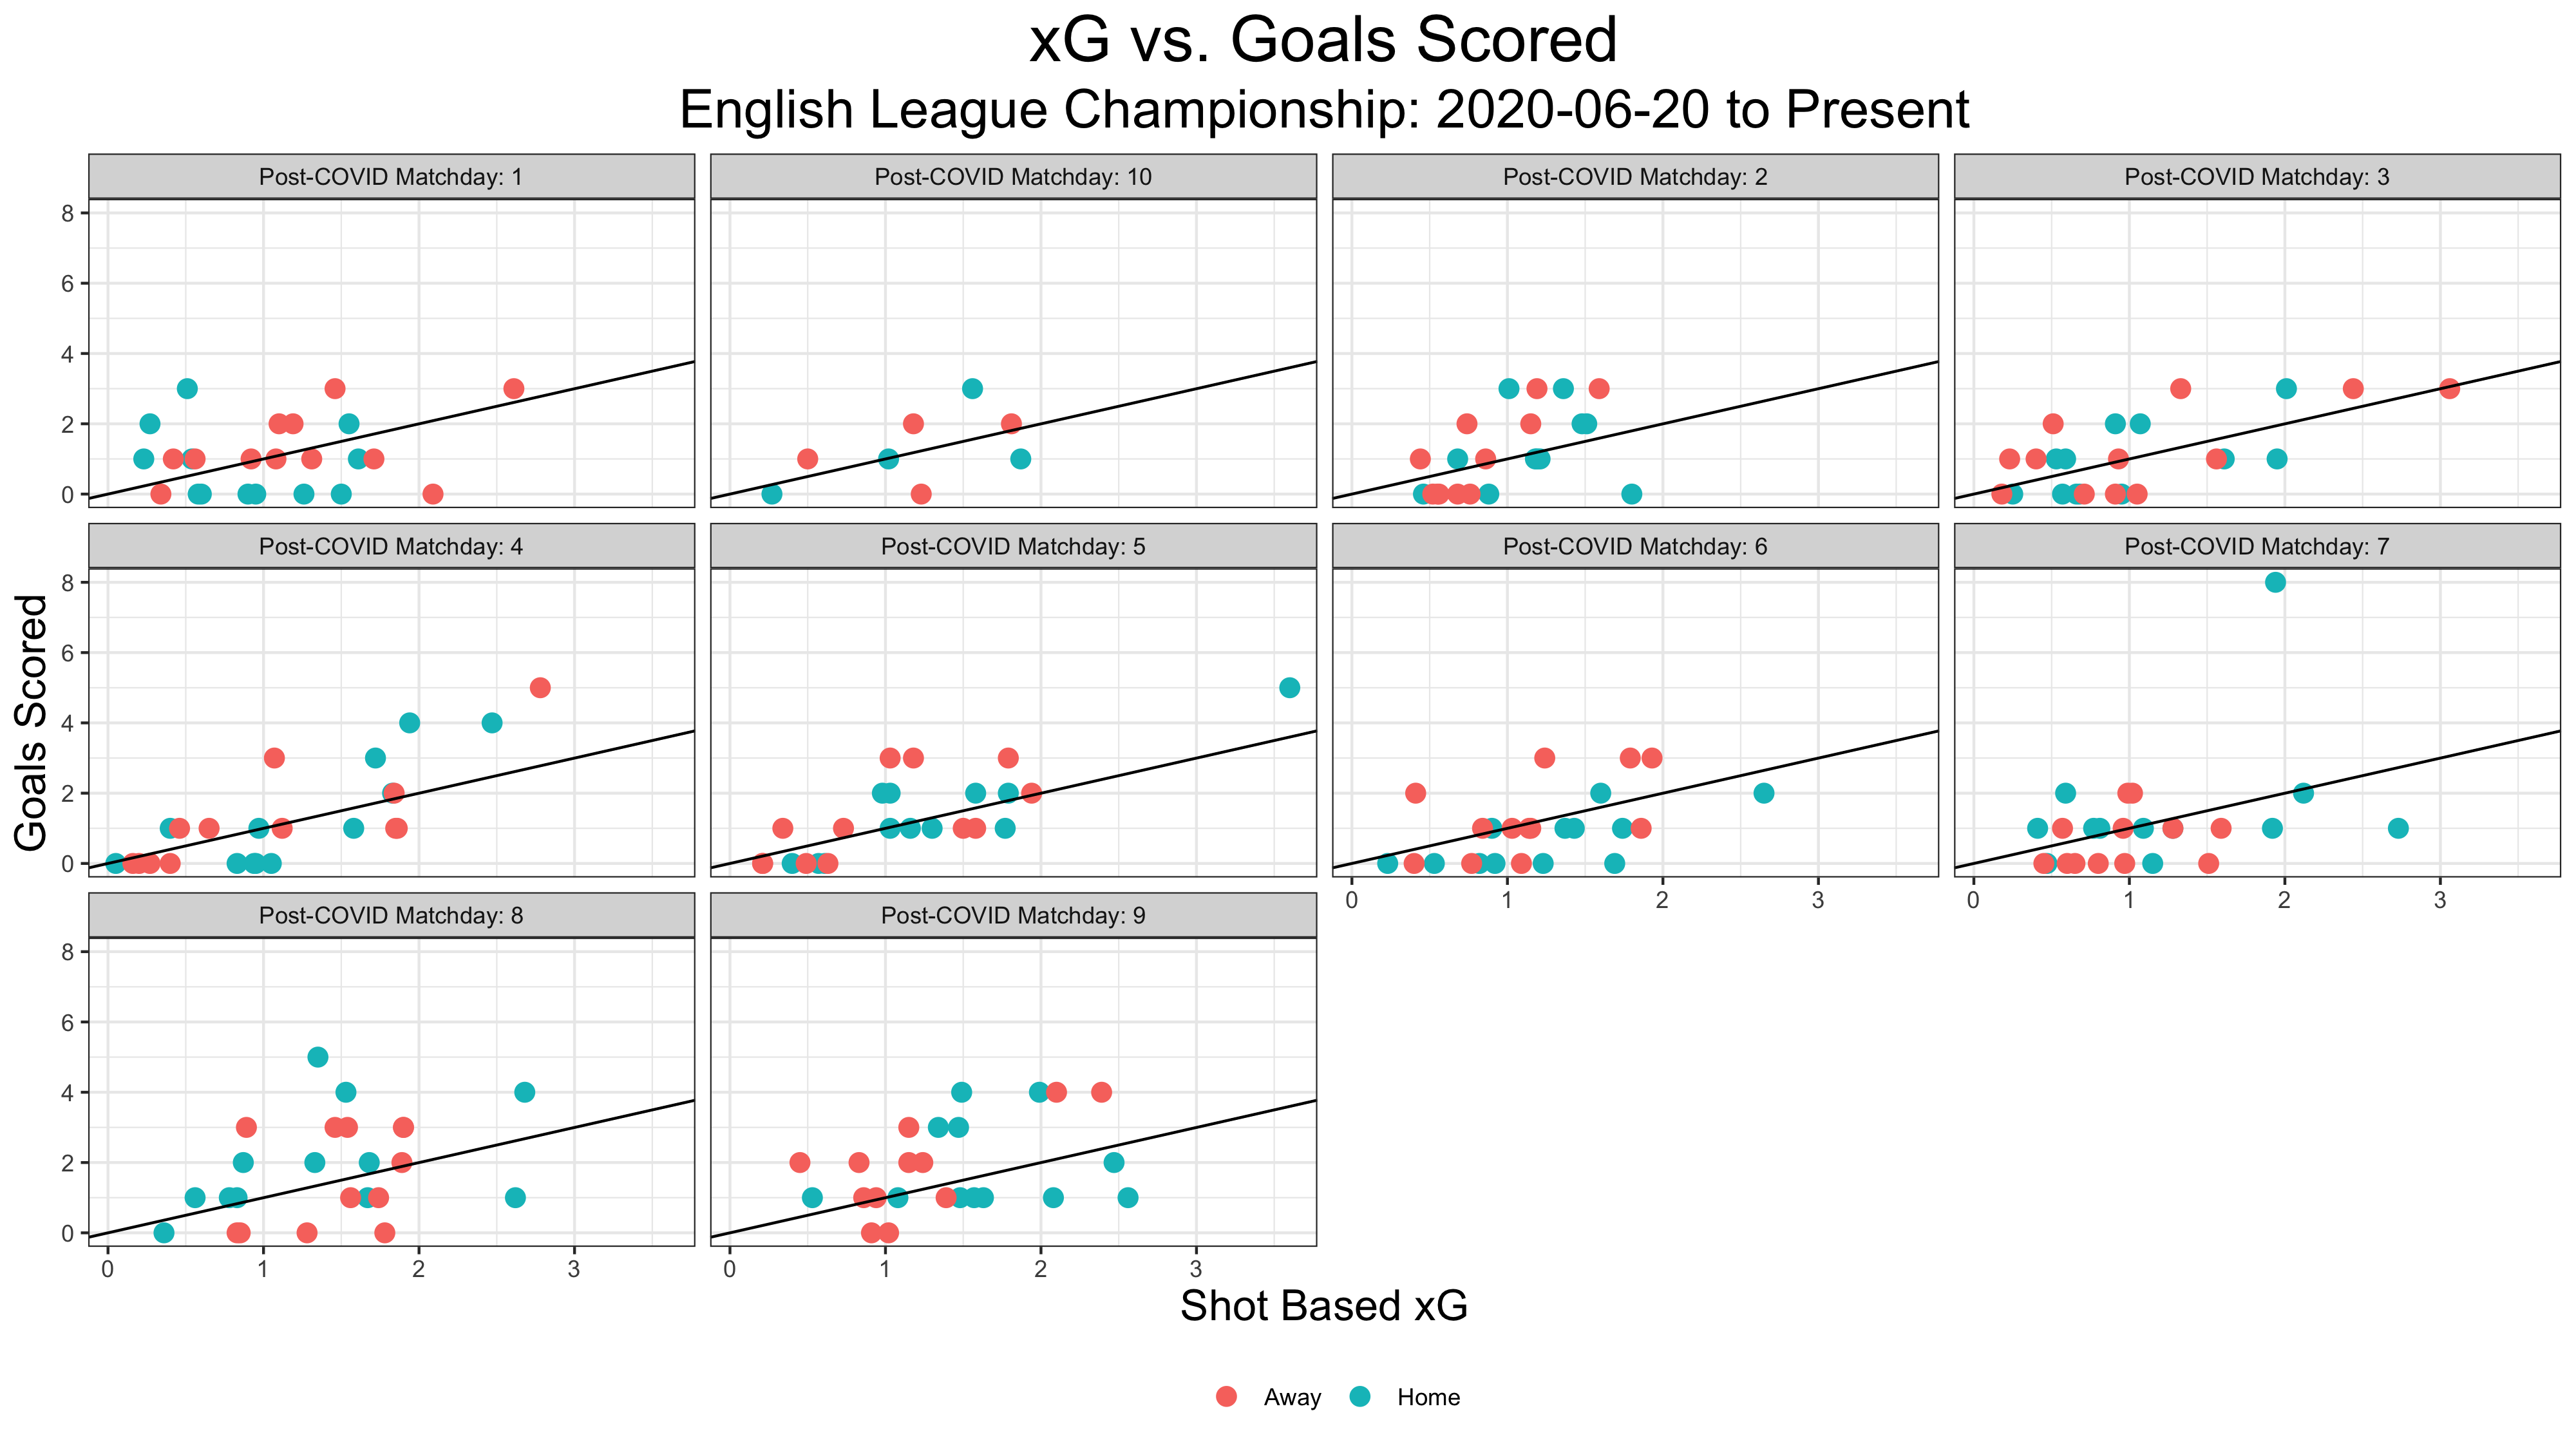 xG vs. Goals Scored
English League Championship: 2020-06-20 to Present
Post-COVID Matchday: 1
Post-COVID Matchday: 10
Post-COVID Matchday: 2
Post-COVID Matchday: 3
8
6
4
2
0
Post-COVID Matchday: 4
Post-COVID Matchday: 5
Post-COVID Matchday: 6
Post-COVID Matchday: 7
Goals Scored
8
6
4
2
0
0 1 2 3
0 1 2 3
Post-COVID Matchday: 8
Post-COVID Matchday: 9
8
6
4
2
0
0 1 2 3
0 1 2 3
Shot Based xG
Away Home